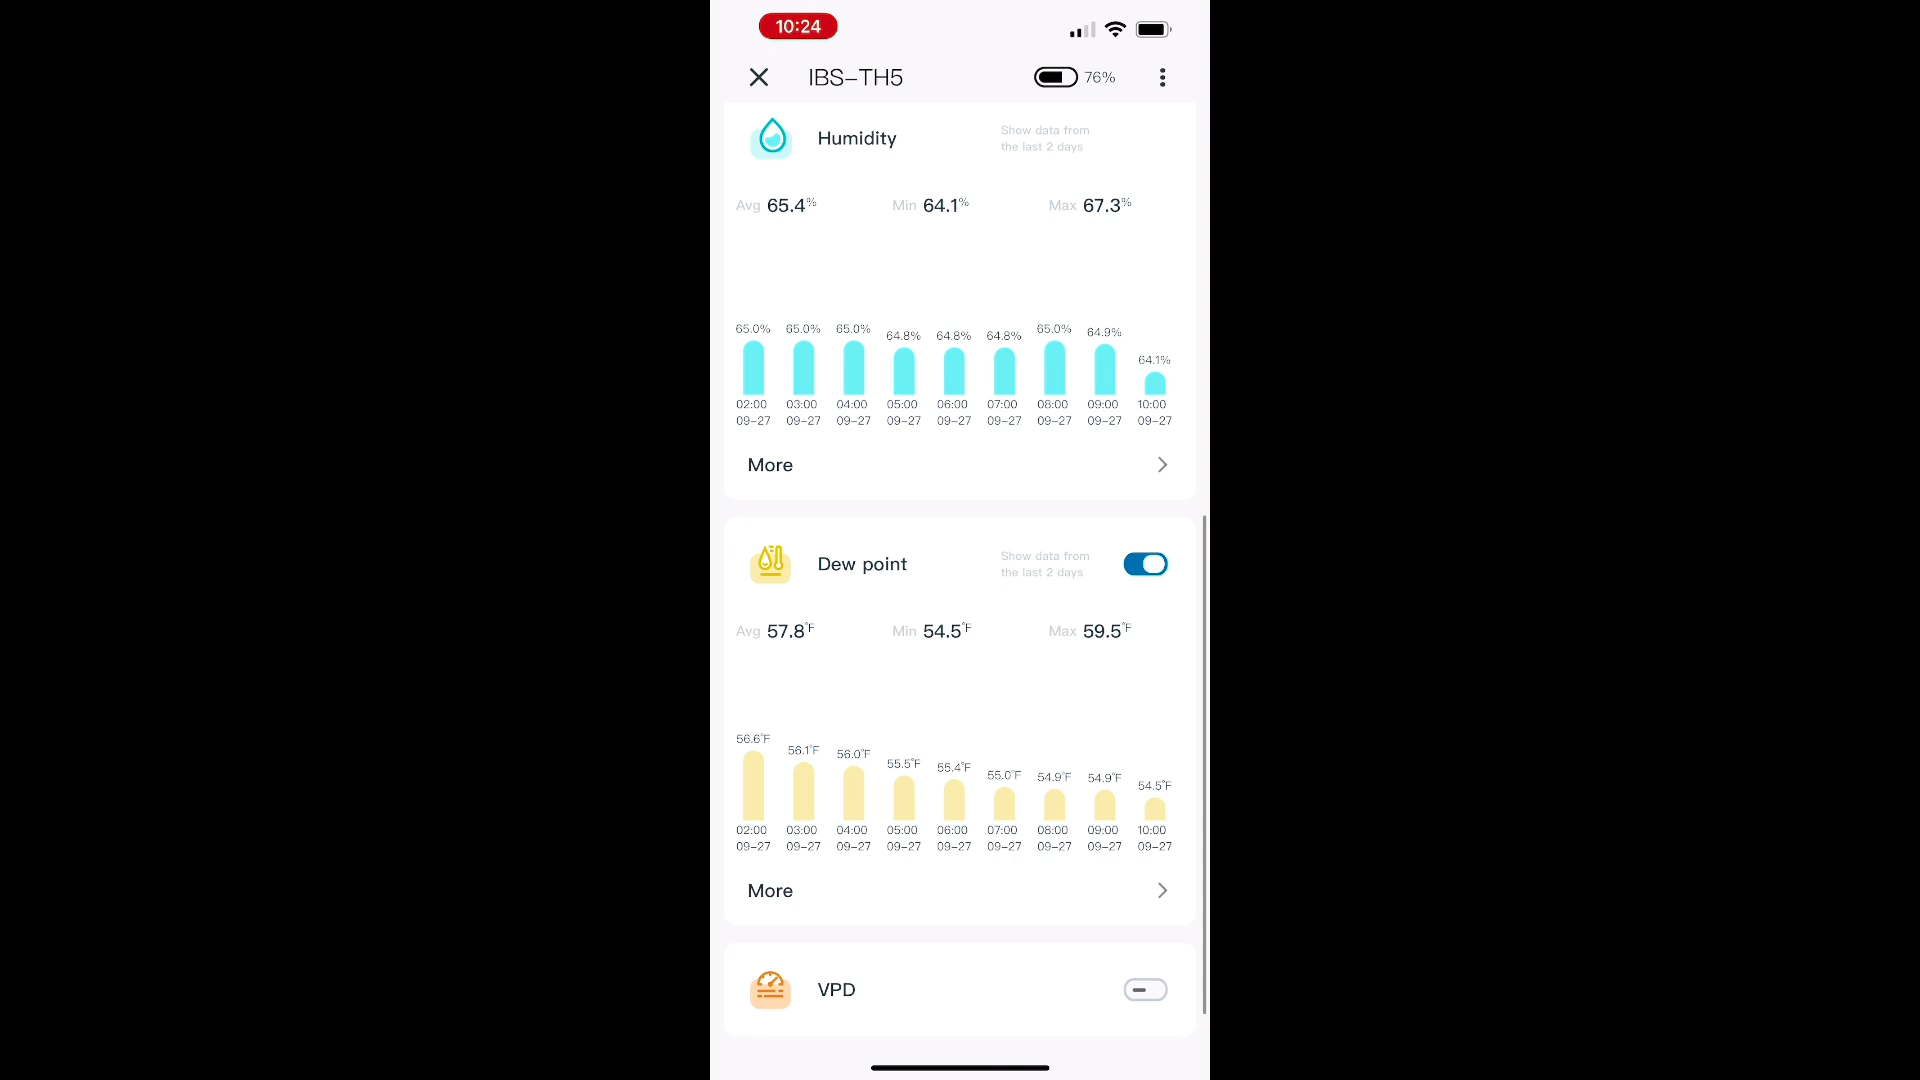 10:24
IBS-TH5 76%
Humidity
Show data from
the last 2 days
Avg 65.4% Min 64.1% Max 67.3%
65.0% 65.0% 65.0% 64.8% 64.8% 64.8% 65.0% 64.9% 64.1%
02:00 03:00 04:00 05:00 06:00 07:00 08:00 09:00 10:00
09-27 09-27 09-27 09-27 09-27 09-27 09-27 09-27 09-27
More
Dew point
Show data from
the last 2 days
Avg 57.8°F Min 54.5°F Max 59.5°F
56.6°F 56.1°F 56.0°F 55.5°F 55.4°F 55.0°F 54.9°F 54.9°F 54.5°F
02:00 03:00 04:00 05:00 06:00 07:00 08:00 09:00 10:00
09-27 09-27 09-27 09-27 09-27 09-27 09-27 09-27 09-27
More
VPD